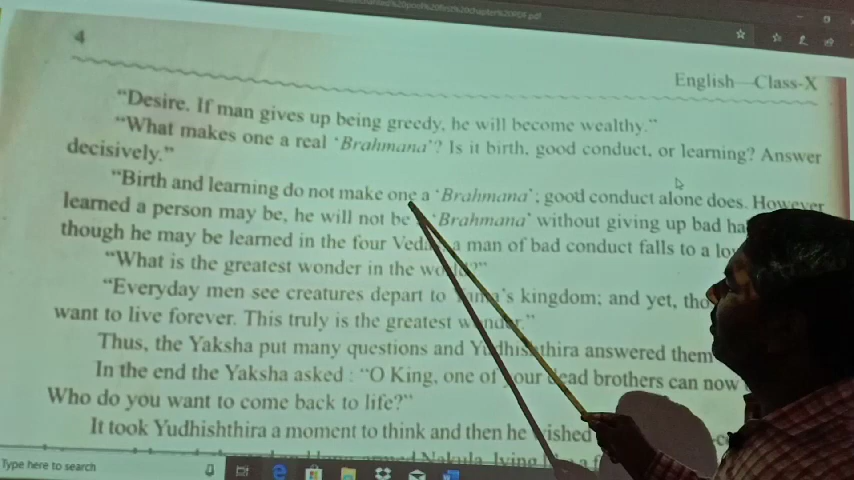 4
English—Class-X
"Desire. If man gives up being greedy, he will become wealthy."
"What makes one a real 'Brahmana'? Is it birth, good conduct, or learning? Answer
decisively."
"Birth and learning do not make one a 'Brahmana'; good conduct alone does. However
learned a person may be, he will not be 'Brahmana' without giving up bad
though he may be learned in the four a man of bad conduct falls to a
"What is the greatest wonder in the
"Everyday men see creatures depart to kingdom; and yet,
want to live forever. This truly is the greatest wonder."
Thus, the Yaksha put many questions and Yudhishthira answered them
In the end the Yaksha asked : "O King, one of your dead brothers can now
Who do you want to come back to life?"
It took Yudhishthira a moment to think and then he wished
Nakula, lying
Type here to search